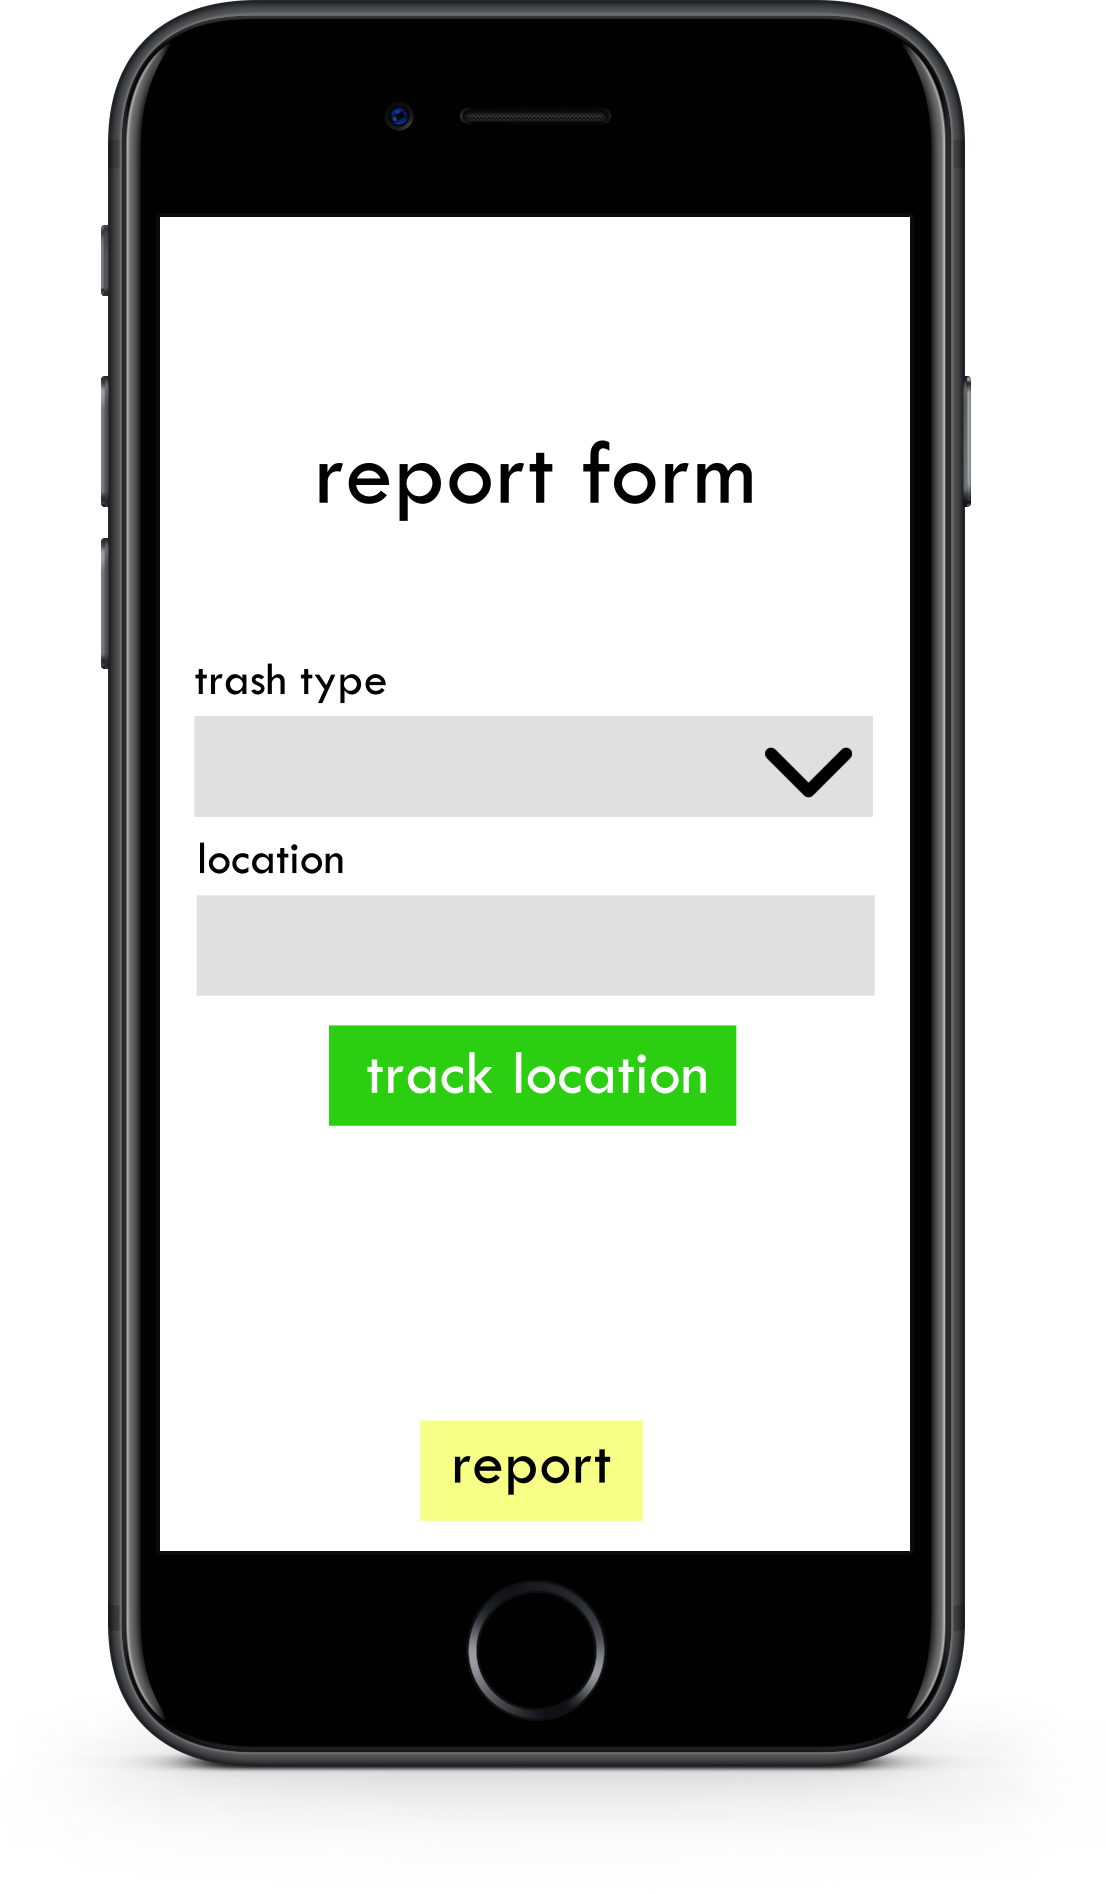 report form
trash type
location
track location
report